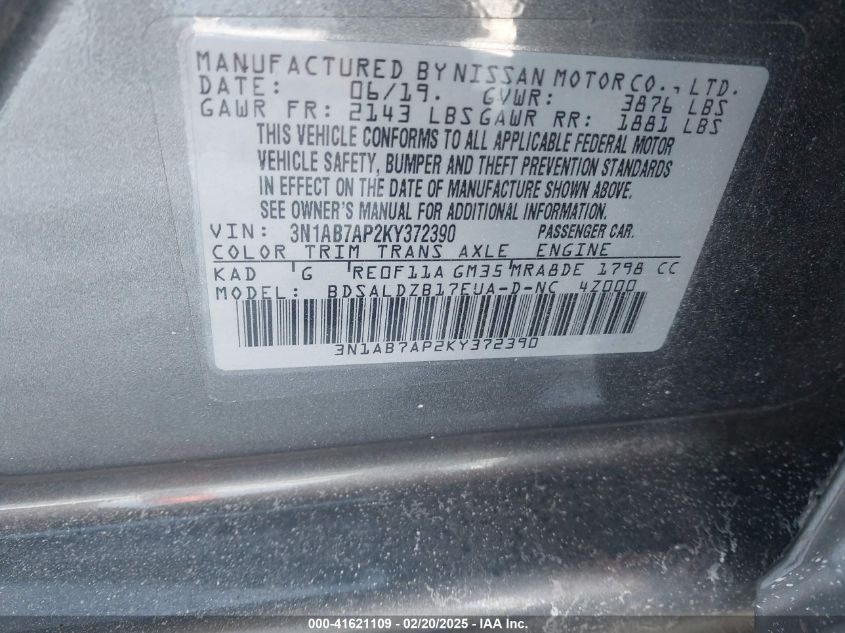 MANUFACTURED BY NISSAN MOTOR CO., LTD.
DATE: 06/19. GVWR: 3876 LBS
GAWR FR: 2143 LBS GAWR RR: 1881 LBS
THIS VEHICLE CONFORMS TO ALL APPLICABLE FEDERAL MOTOR
VEHICLE SAFETY, BUMPER AND THEFT PREVENTION STANDARDS
IN EFFECT ON THE DATE OF MANUFACTURE SHOWN ABOVE.
SEE OWNER'S MANUAL FOR ADDITIONAL INFORMATION.
VIN: 3N1AB7AP2KY372390 PASSENGER CAR.
COLOR TRIM TRANS AXLE ENGINE
KAD 'G 'RE0F11A GM35'MRA8DE 1798 CC
MODEL: BDSALDZB17EUA-D-NC 4Z000
3N1AB7AP2KY372390
000-41621109 - 02/20/2025 - IAA Inc.